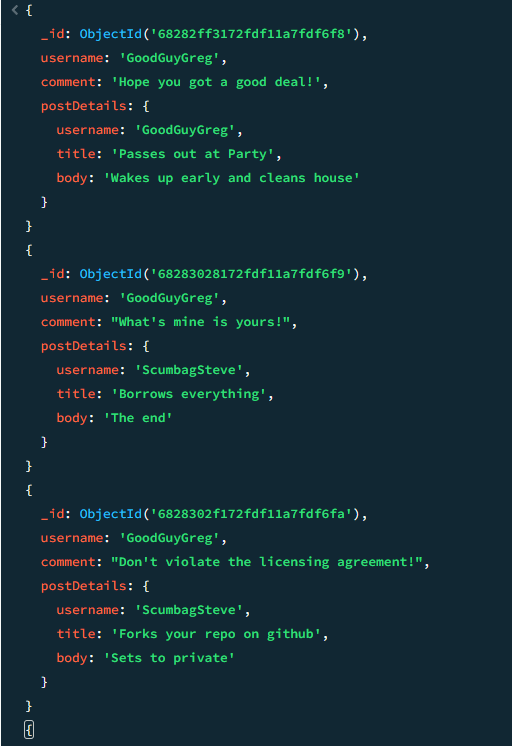 {
_id: ObjectId('68282ff3172fdf11a7fdf6f8'),
username: 'GoodGuyGreg',
comment: 'Hope you got a good deal!',
postDetails: {
username: 'GoodGuyGreg',
title: 'Passes out at Party',
body: 'Wakes up early and cleans house'
}
}
{
_id: ObjectId('68283028172fdf11a7fdf6f9'),
username: 'GoodGuyGreg',
comment: "What's mine is yours!",
postDetails: {
username: 'ScumbagSteve',
title: 'Borrows everything',
body: 'The end'
}
}
{
_id: ObjectId('6828302f172fdf11a7fdf6fa'),
username: 'GoodGuyGreg',
comment: "Don't violate the licensing agreement!",
postDetails: {
username: 'ScumbagSteve',
title: 'Forks your repo on github',
body: 'Sets to private'
}
}
{